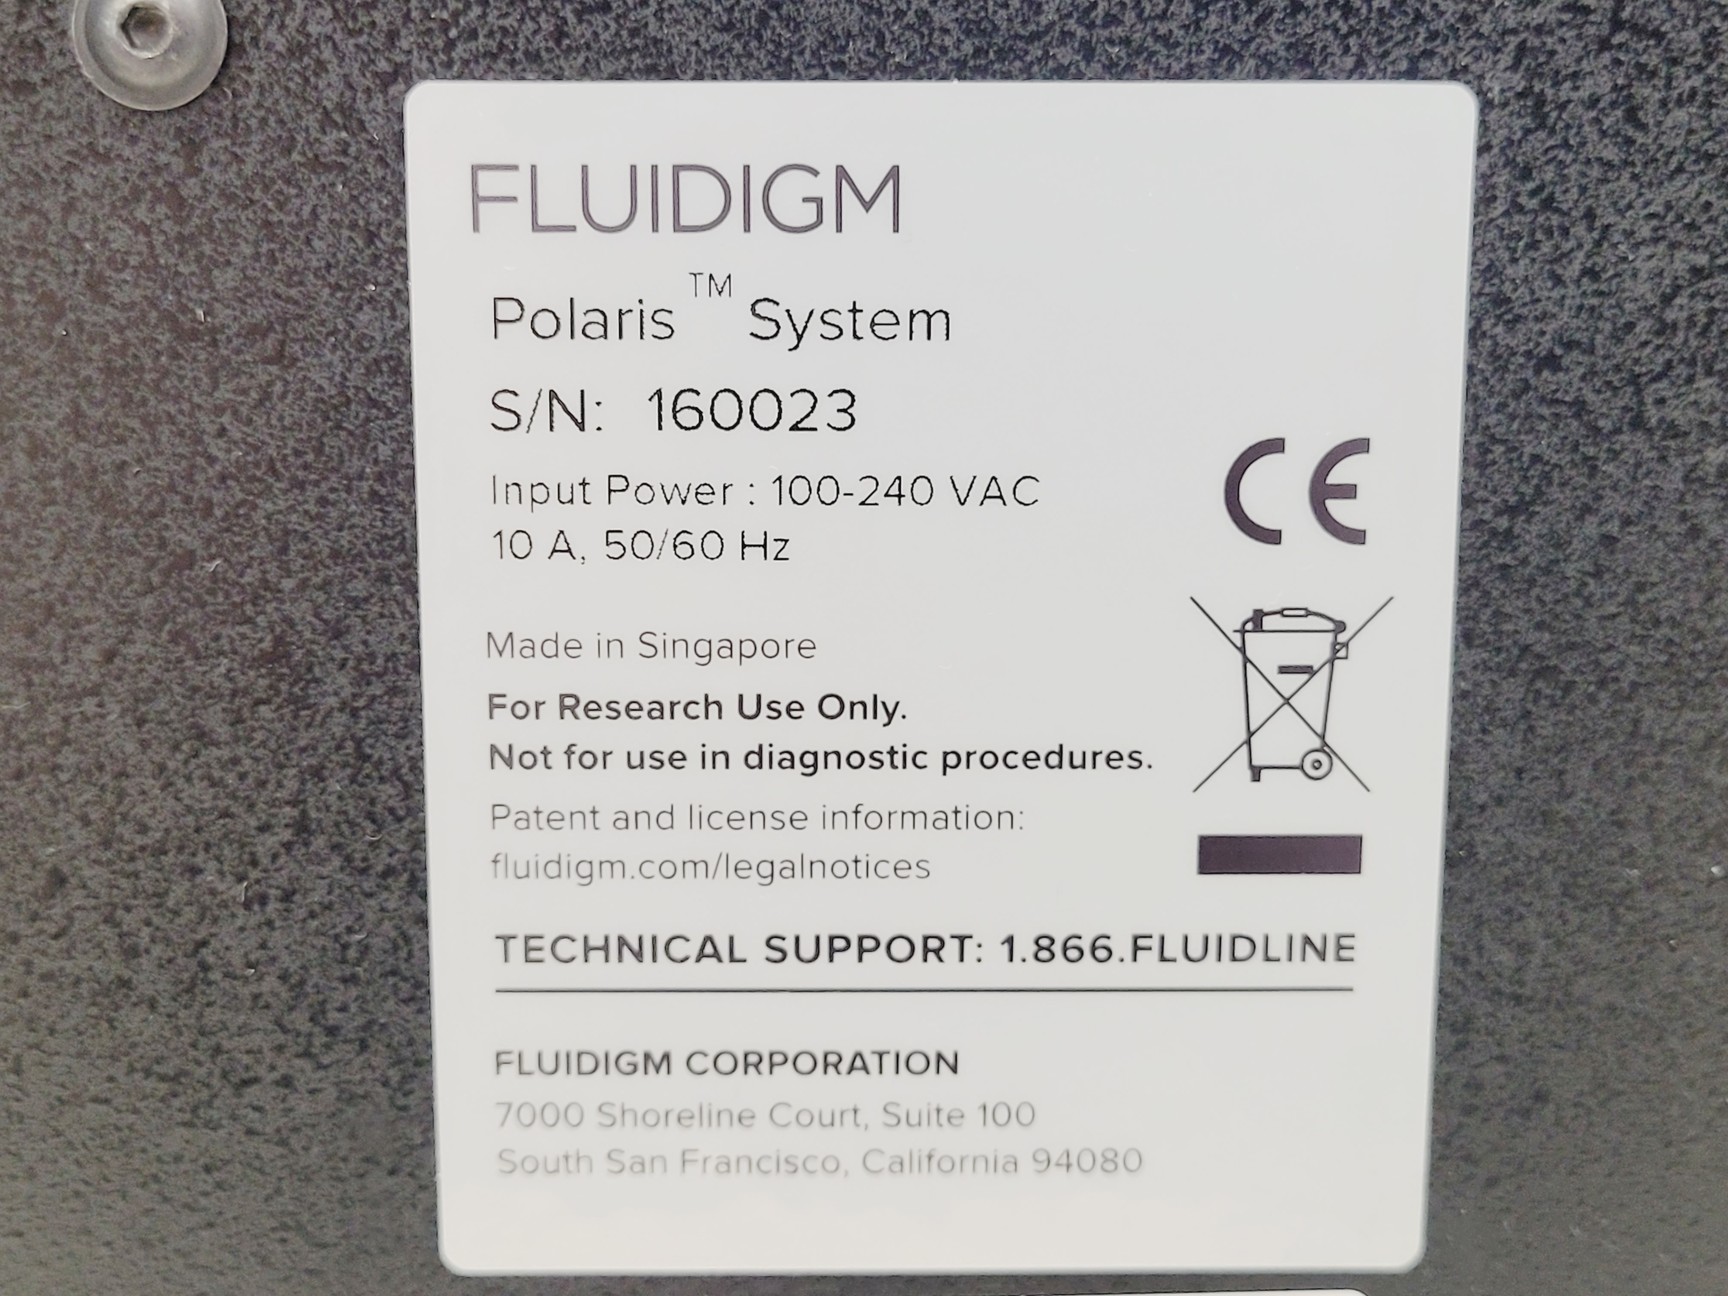 FLUIDIGM
Polaris™ System
S/N: 160023
Input Power : 100-240 VAC
10 A, 50/60 Hz
CE
Made in Singapore
For Research Use Only.
Not for use in diagnostic procedures.
Patent and license information:
fluidigm.com/legalnotices
TECHNICAL SUPPORT: 1.866.FLUIDLINE
FLUIDIGM CORPORATION
7000 Shoreline Court, Suite 100
South San Francisco, California 94080